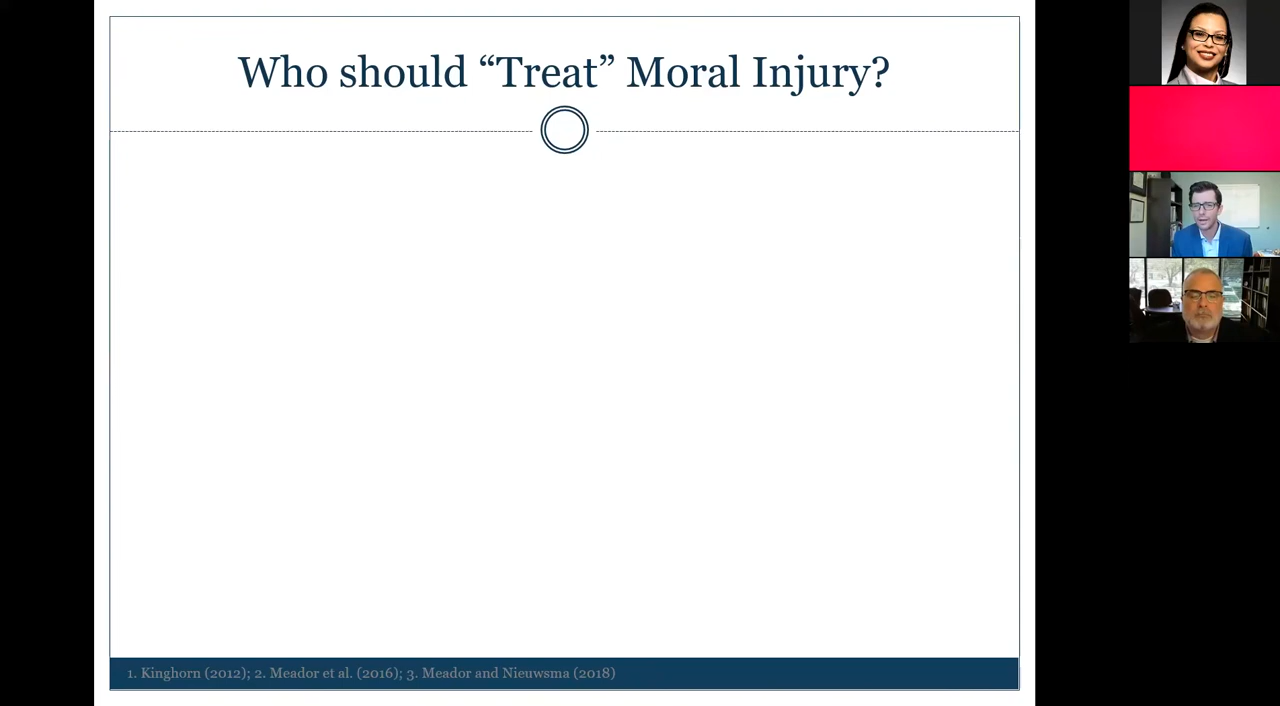 Who should “Treat” Moral Injury?
1. Kinghorn (2012); 2. Meador et al. (2016); 3. Meador and Nieuwsma (2018)